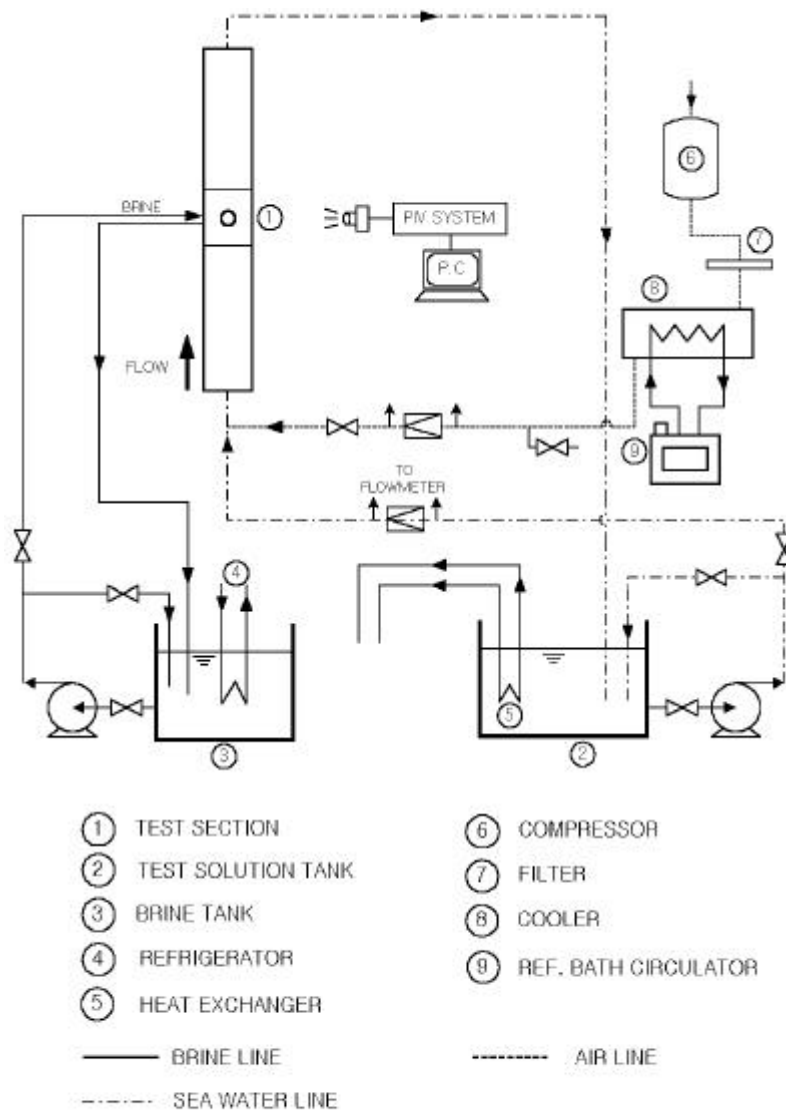 BRINE
①
PIV SYSTEM
P.C
⑥
⑦
⑧
FLOW
⑨
TO
FLOWMETER
④
⑤
③
②
① TEST SECTION
② TEST SOLUTION TANK
③ BRINE TANK
④ REFRIGERATOR
⑤ HEAT EXCHANGER
⑥ COMPRESSOR
⑦ FILTER
⑧ COOLER
⑨ REF. BATH CIRCULATOR
BRINE LINE
AIR LINE
SEA WATER LINE